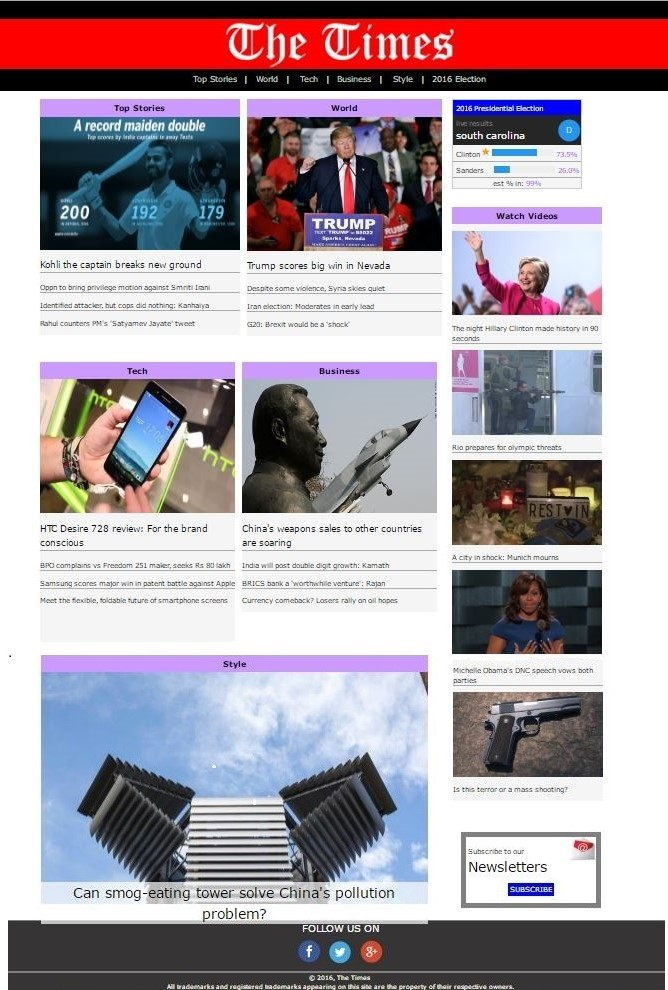 The Times
Top Stories | World | Tech | Business | Style | 2016 Election
Top Stories
A record maiden double
Top scores by India captains in away Tests
200
192
179
Kohli the captain breaks new ground
Oppn to bring privilege motion against Smriti Irani
Identified attacker, but cops did nothing: Kanhaiya
Rahul counters PM's 'Satyamev Jayate' tweet
World
TRUMP
TEXT 'TRUMP' to 88022
Sparks, Nevada
Trump scores big win in Nevada
Despite some violence, Syria skies quiet
Iran election: Moderates in early lead
G20: Brexit would be a 'shock'
2016 Presidential Election
live results
south carolina
D
Clinton 73.5%
Sanders 26.0%
est % in: 99%
Watch Videos
The night Hillary Clinton made history in 90
seconds
Rio prepares for olympic threats
REST IN
A city in shock: Munich mourns
Michelle Obama's DNC speech vows both
parties
Is this terror or a mass shooting?
Tech
htc
HTC Desire 728 review: For the brand
conscious
BPO complains vs Freedom 251 maker, seeks Rs 80 lakh
Samsung scores major win in patent battle against Apple
Meet the flexible, foldable future of smartphone screens
Business
China's weapons sales to other countries
are soaring
India will post double digit growth: Kamath
BRICS bank a 'worthwhile venture': Rajan
Currency comeback? Losers rally on oil hopes
Style
Can smog-eating tower solve China's pollution
problem?
Subscribe to our
Newsletters
SUBSCRIBE
FOLLOW US ON
f
g+
© 2016, The Times
All trademarks and registered trademarks appearing on this site are the property of their respective owners.